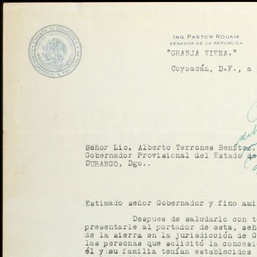 ING. PASTOR ROUAIX
SENADOR DE LA REPUBLICA
"GRANJA VIENA."
Coyoacán, D.F., a
Señor Lic. Alberto Terrones Benítez.
Gobernador Provisional del Estado de
DURANGO, Dgo..
Estimado señor Gobernador y fino ami
Despues de saludarlo con t
presentarle al portador de esta, señ
de la sierra en la jurisdicción de G
las personas que solicitó la concesi
él y su familia tenían establecidos